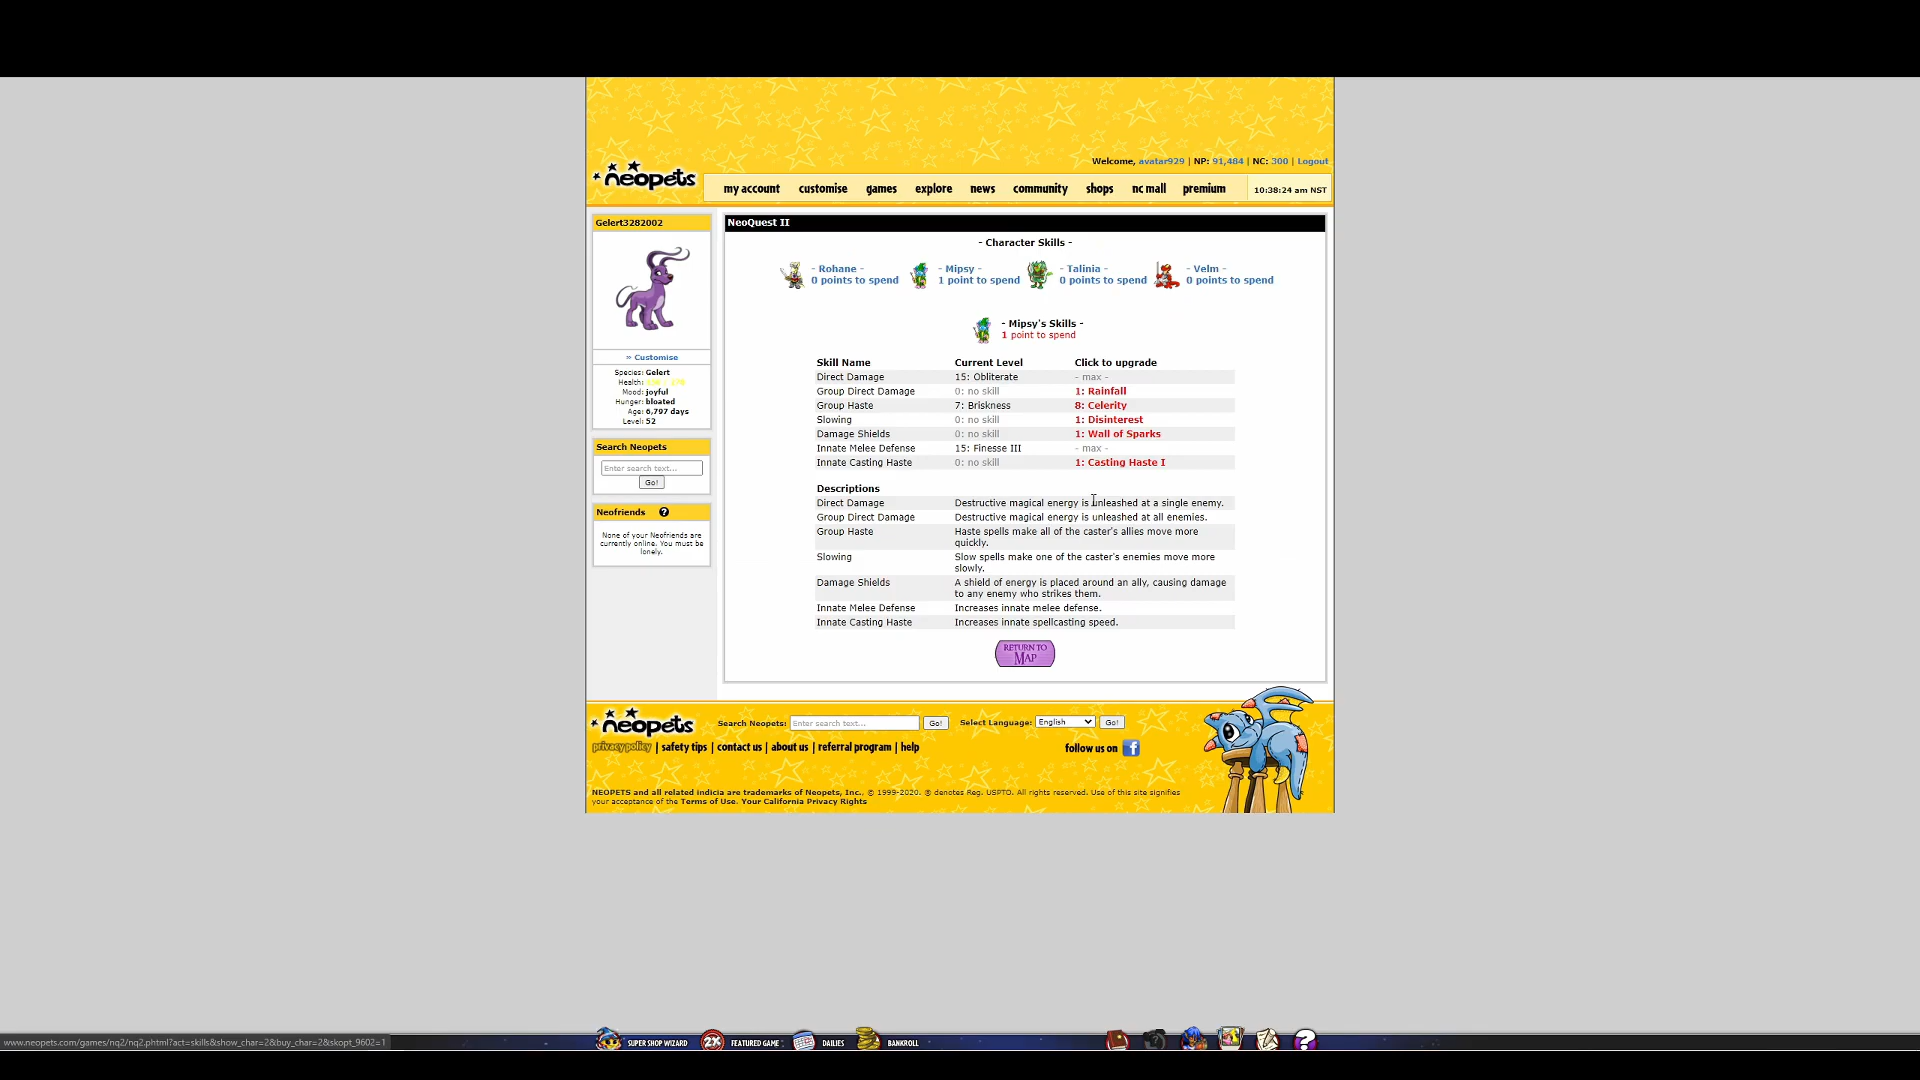 Welcome, avatar929 | NP: 91,484 | NC: 300 | Logout
neopets
my account customise games explore news community shops nc mall premium 10:38:24 am NST
Gelert3282002
» Customise
Species: Gelert
Health:
Mood: joyful
Hunger: bloated
Age: 6,797 days
Level: 52
Search Neopets
Enter search text...
Go!
Neofriends ?
None of your Neofriends are
currently online. You must be
lonely.
NeoQuest II
- Character Skills -
- Rohane - - Mipsy - - Talinia - - Velm -
0 points to spend 1 point to spend 0 points to spend 0 points to spend
- Mipsy's Skills -
1 point to spend
Skill Name Current Level Click to upgrade
Direct Damage 15: Obliterate - max -
Group Direct Damage 0: no skill 1: Rainfall
Group Haste 7: Briskness 8: Celerity
Slowing 0: no skill 1: Disinterest
Damage Shields 0: no skill 1: Wall of Sparks
Innate Melee Defense 15: Finesse III - max -
Innate Casting Haste 0: no skill 1: Casting Haste I
Descriptions
Direct Damage Destructive magical energy is unleashed at a single enemy.
Group Direct Damage Destructive magical energy is unleashed at all enemies.
Group Haste Haste spells make all of the caster's allies move more
quickly.
Slowing Slow spells make one of the caster's enemies move more
slowly.
Damage Shields A shield of energy is placed around an ally, causing damage
to any enemy who strikes them.
Innate Melee Defense Increases innate melee defense.
Innate Casting Haste Increases innate spellcasting speed.
RETURN TO
MAP
neopets
Search Neopets: Enter search text... Go! Select Language: English Go!
privacy policy | safety tips | contact us | about us | referral program | help
follow us on f
NEOPETS and all related indicia are trademarks of Neopets, Inc., © 1999-2020. ® denotes Reg. USPTO. All rights reserved. Use of this site signifies
your acceptance of the Terms of Use. Your California Privacy Rights
www.neopets.com/games/nq2/nq2.phtml?act=skills&show_char=2&buy_char=2&skopt_9602=1
SUPER SHOP WIZARD 2X FEATURED GAME DAILIES BANKROLL ?